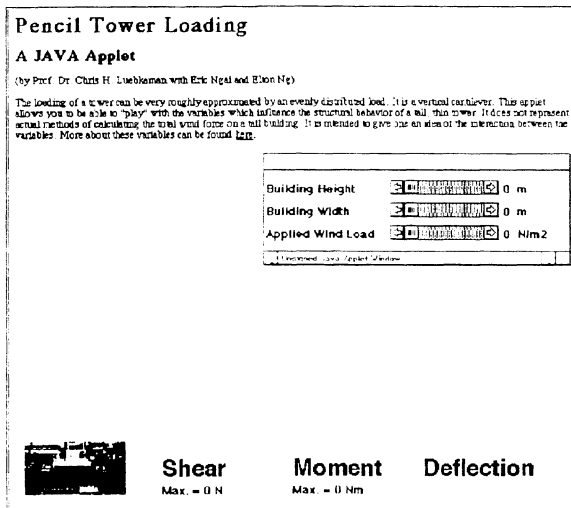 Pencil Tower Loading
A JAVA Applet
(by Prof. Dr. Chris H. Luebkeman with Eric Ngai and Elton Ng)
The loading of a tower can be very roughly approximated by an evenly distributed load. It is a vertical cantilever. This applet
allows you to be able to "play" with the variables which influence the structural behavior of a tall, thin tower. It does not represent
actual methods of calculating the total wind force on a tall building. It is intended to give one an idea of the interaction between the
variables. More about these variables can be found here.
Building Height 0 m
Building Width 0 m
Applied Wind Load 0 N/m2
Unsigned Java Applet Window
Shear Moment Deflection
Max. = 0 N Max. = 0 Nm